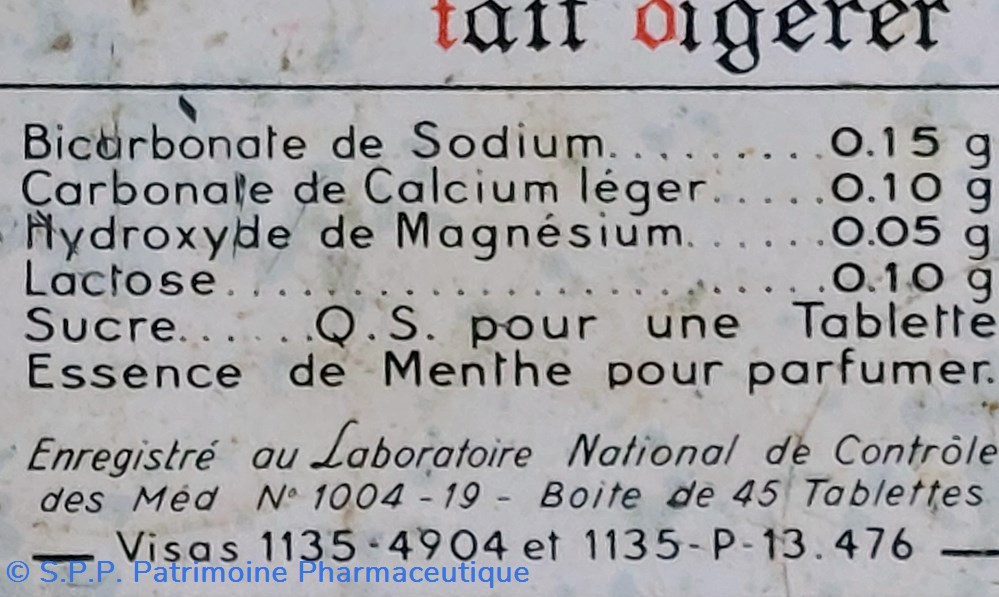 fait digérer
Bicarbonate de Sodium.........0.15 g
Carbonate de Calcium léger.....0.10 g
Hydroxyde de Magnésium......0.05 g
Lactose.......................0.10 g
Sucre......Q.S. pour une Tablette
Essence de Menthe pour parfumer.
Enregistré au Laboratoire National de Contrôle
des Méd N° 1004-19 - Boite de 45 Tablettes
— Visas 1135-4904 et 1135-P-13.476 —
© S.P.P. Patrimoine Pharmaceutique